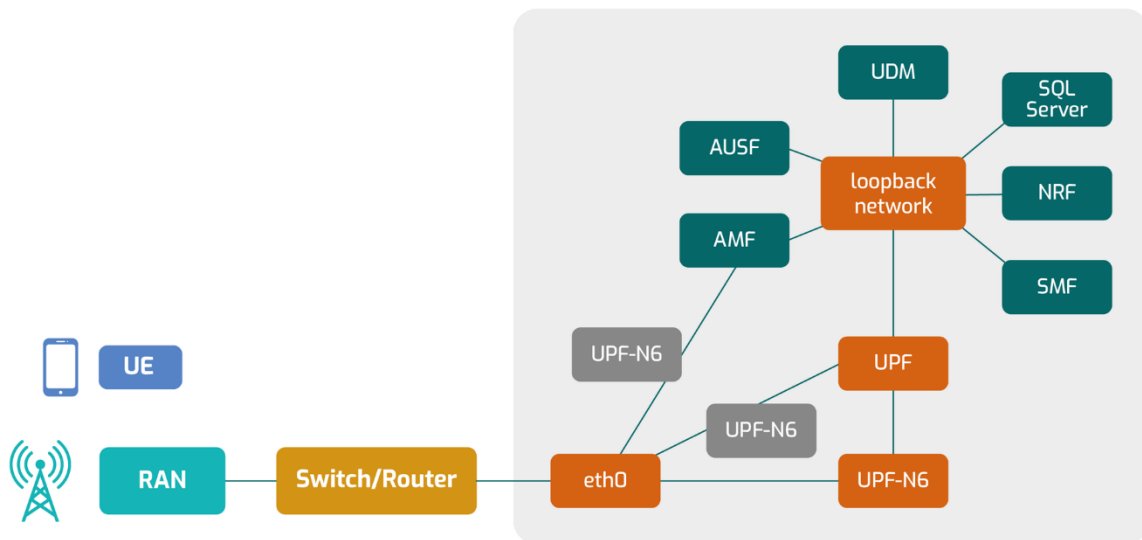 UDM
SQL
Server
AUSF
loopback
network
NRF
AMF
SMF
UPF-N6
UE
UPF
UPF-N6
RAN
Switch/Router
eth0
UPF-N6